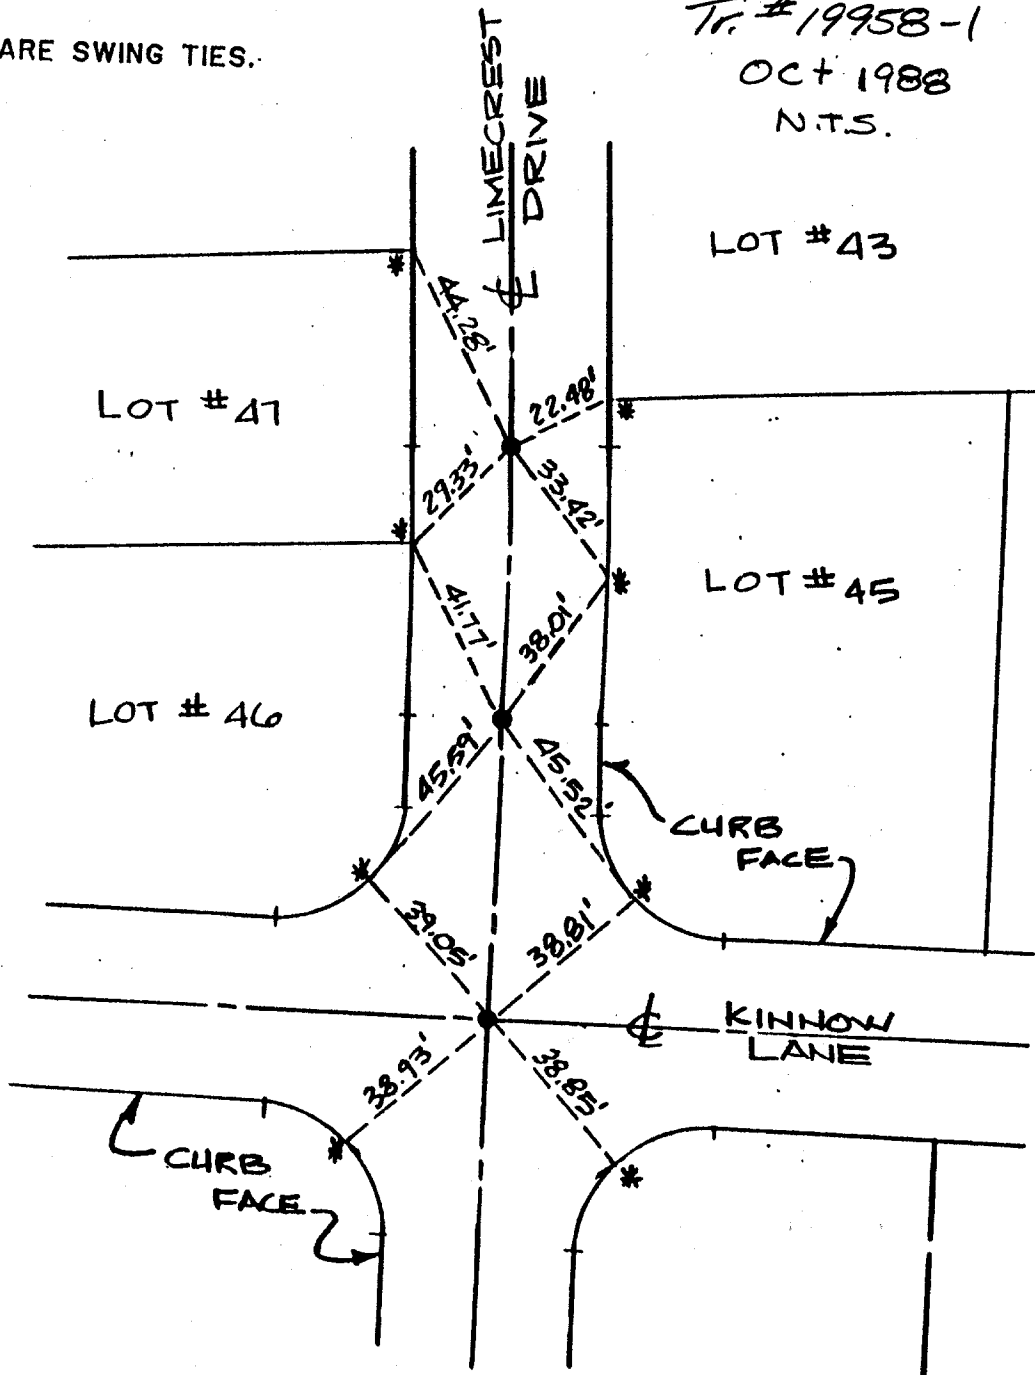 ARE SWING TIES.
Tr. #19958-1
Oct 1988
N.T.S.
℄ LIMECREST
DRIVE
LOT #43
44.28'
22.48'
LOT #47
29.33'
33.42'
41.77'
38.01'
LOT #45
LOT # 46
45.59'
45.52'
CURB
FACE
39.05'
38.81'
℄ KINNOW
LANE
38.93'
38.85'
CURB
FACE